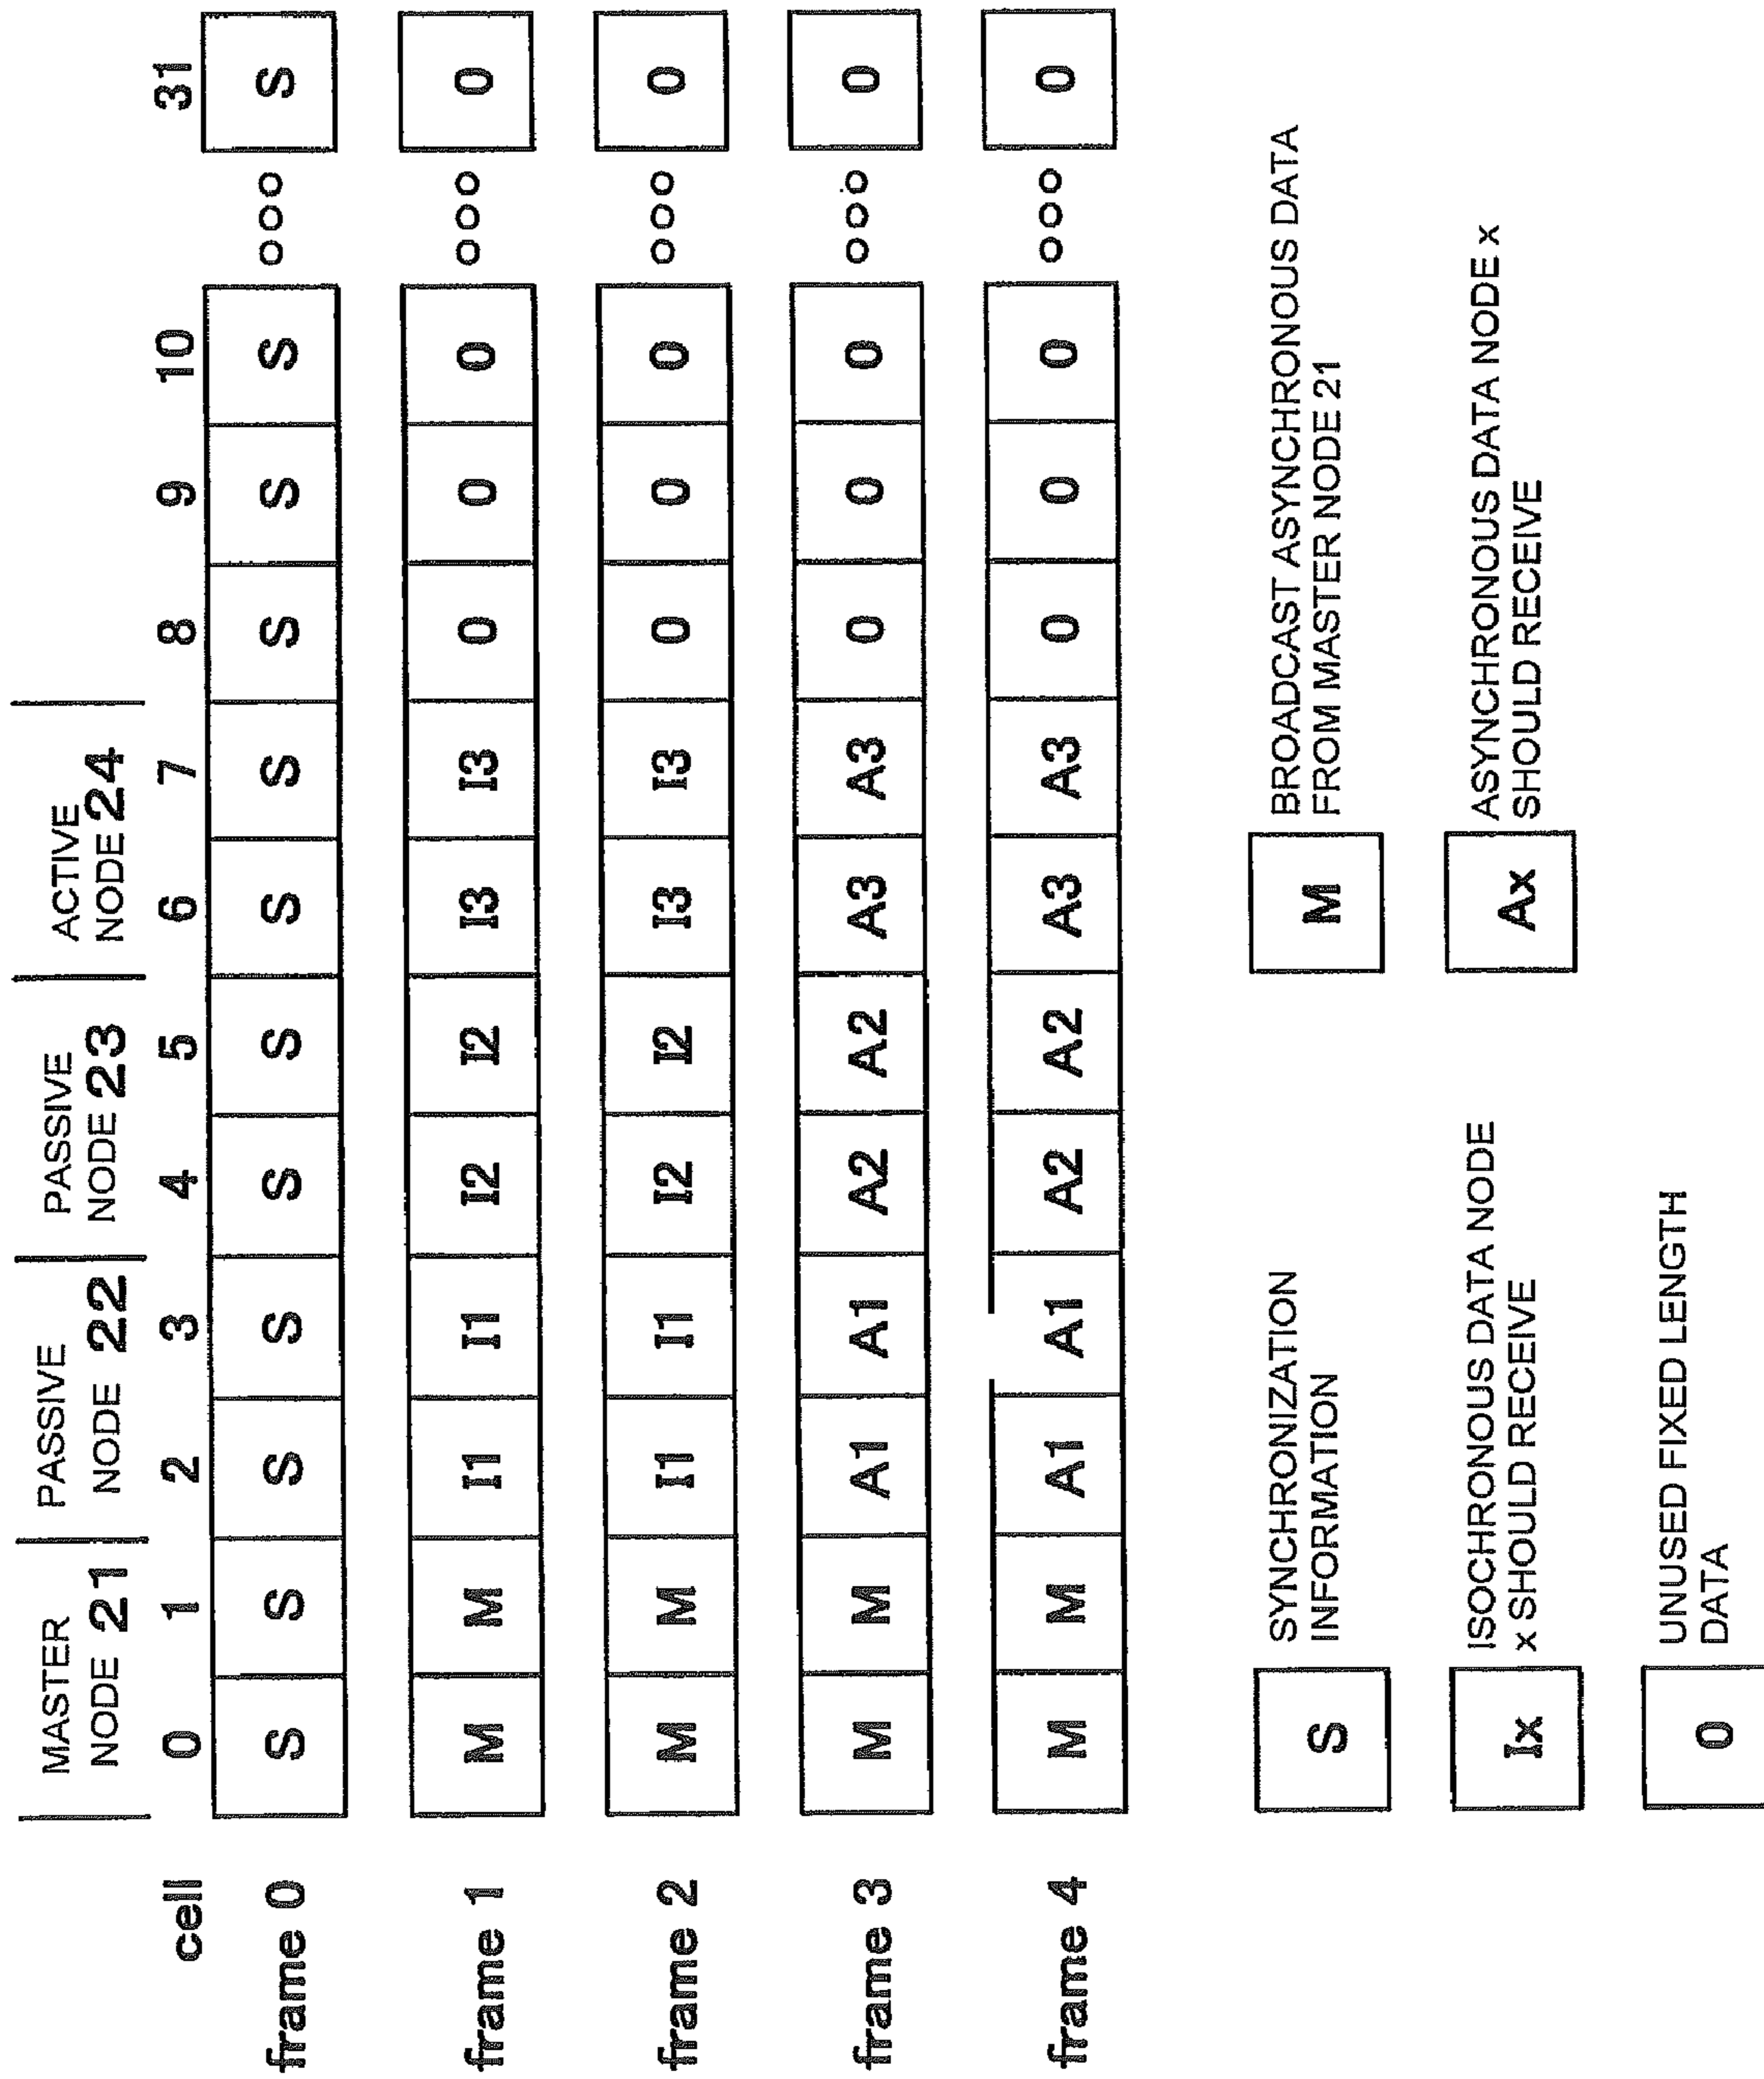 MASTER NODE 21 PASSIVE NODE 22 PASSIVE NODE 23 ACTIVE NODE 24
cell 0 1 2 3 4 5 6 7 8 9 10 31
frame 0 S S S S S S S S S S S ooo S
frame 1 M M I1 I1 I2 I2 I3 I3 0 0 0 ooo 0
frame 2 M M I1 I1 I2 I2 I3 I3 0 0 0 ooo 0
frame 3 M M A1 A1 A2 A2 A3 A3 0 0 0 ooo 0
frame 4 M M A1 A1 A2 A2 A3 A3 0 0 0 ooo 0
S SYNCHRONIZATION
INFORMATION
M BROADCAST ASYNCHRONOUS DATA
FROM MASTER NODE 21
Ix ISOCHRONOUS DATA NODE
x SHOULD RECEIVE
Ax ASYNCHRONOUS DATA NODE x
SHOULD RECEIVE
0 UNUSED FIXED LENGTH
DATA